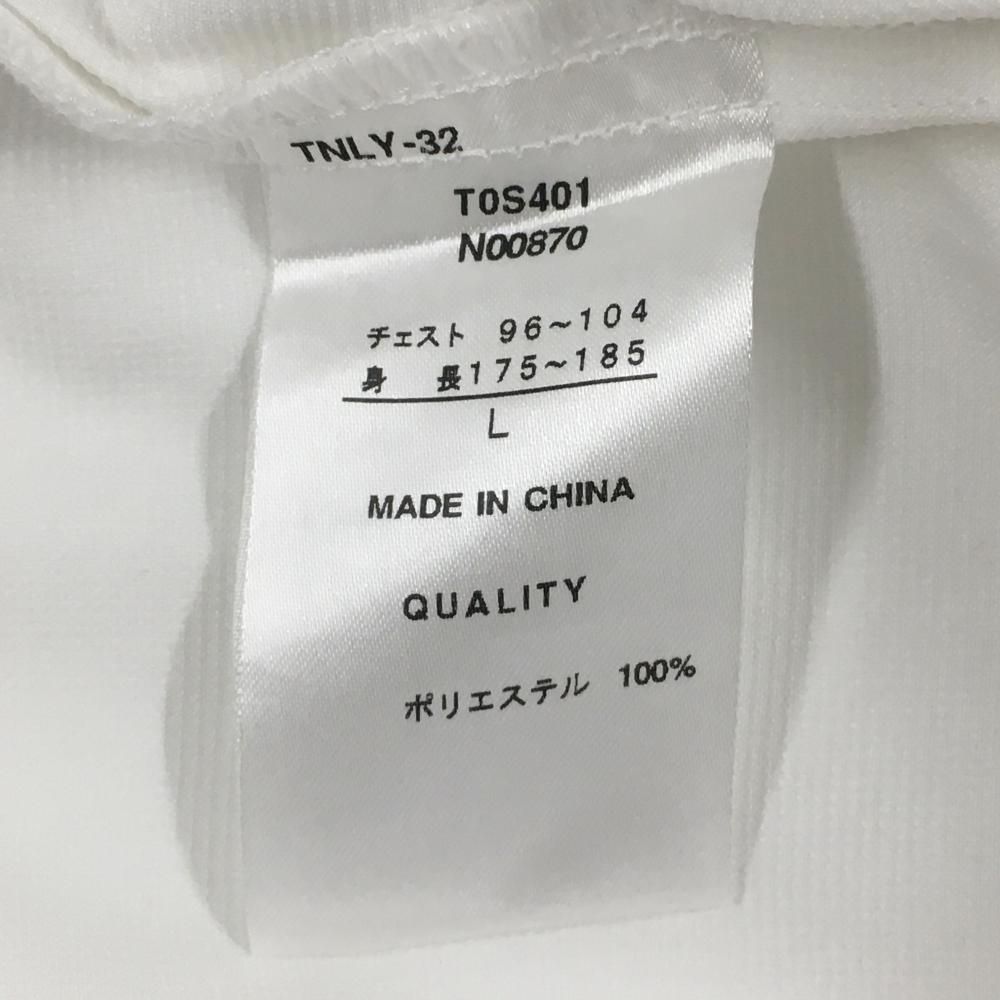 TNLY-32
T0S401
N00870
チェスト 96~104
身 長175~185
L
MADE IN CHINA
QUALITY
ポリエステル 100%